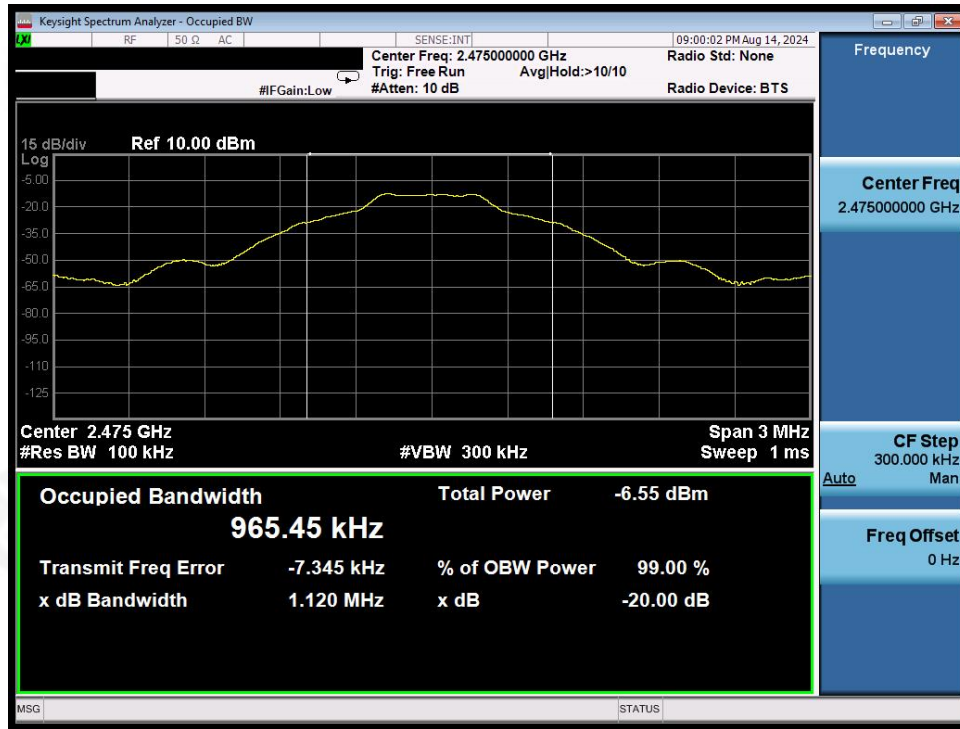 Keysight Spectrum Analyzer - Occupied BW
LXI RF 50 Ω AC SENSE:INT 09:00:02 PM Aug 14, 2024
Center Freq: 2.475000000 GHz Radio Std: None
Trig: Free Run Avg|Hold:>10/10
#IFGain:Low #Atten: 10 dB Radio Device: BTS
15 dB/div Ref 10.00 dBm
Log
-5.00
-20.0
-35.0
-50.0
-65.0
-80.0
-95.0
-110
-125
Center 2.475 GHz Span 3 MHz
#Res BW 100 kHz #VBW 300 kHz Sweep 1 ms
Occupied Bandwidth Total Power -6.55 dBm
965.45 kHz
Transmit Freq Error -7.345 kHz % of OBW Power 99.00 %
x dB Bandwidth 1.120 MHz x dB -20.00 dB
MSG STATUS
Frequency
Center Freq
2.475000000 GHz
CF Step
300.000 kHz
Auto Man
Freq Offset
0 Hz